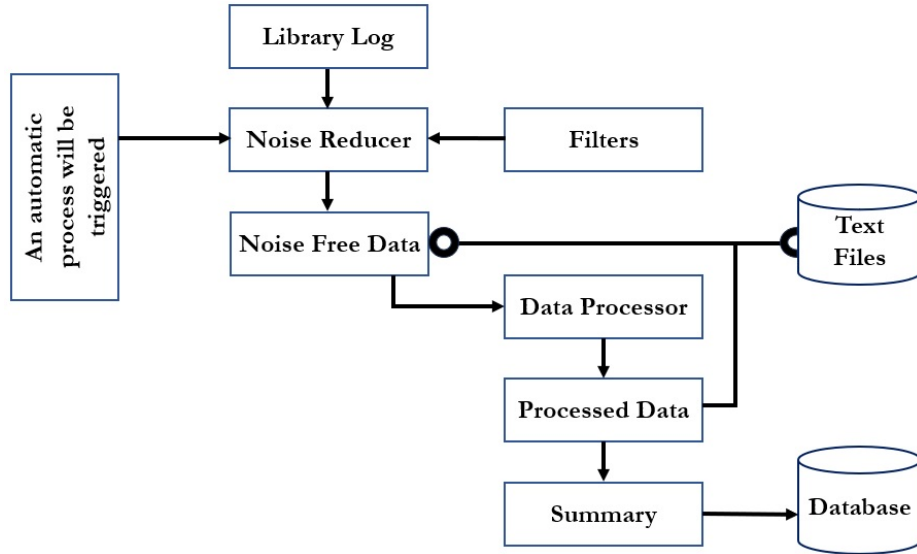 Library Log
An automatic
process will be
triggered
Noise Reducer
Filters
Noise Free Data
Text
Files
Data Processor
Processed Data
Summary
Database